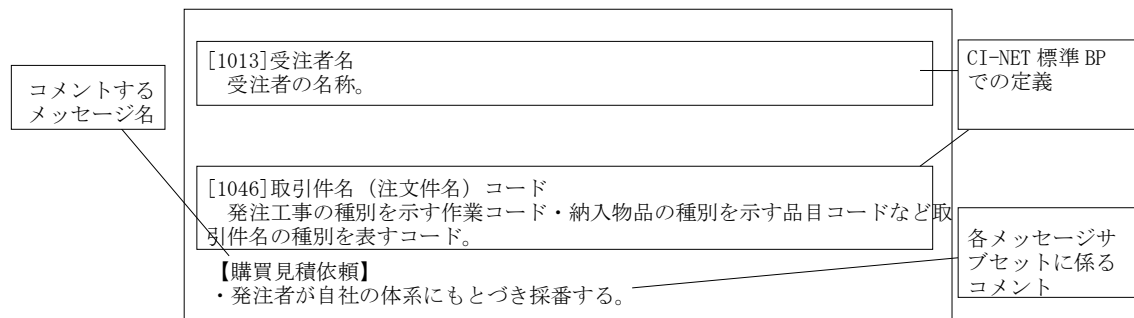 [1013]受注者名
受注者の名称。
CI-NET 標準 BP
での定義
コメントする
メッセージ名
[1046]取引件名（注文件名）コード
発注工事の種別を示す作業コード・納入物品の種別を示す品目コードなど取
引件名の種別を表すコード。
【購買見積依頼】
・発注者が自社の体系にもとづき採番する。
各メッセージサ
ブセットに係る
コメント